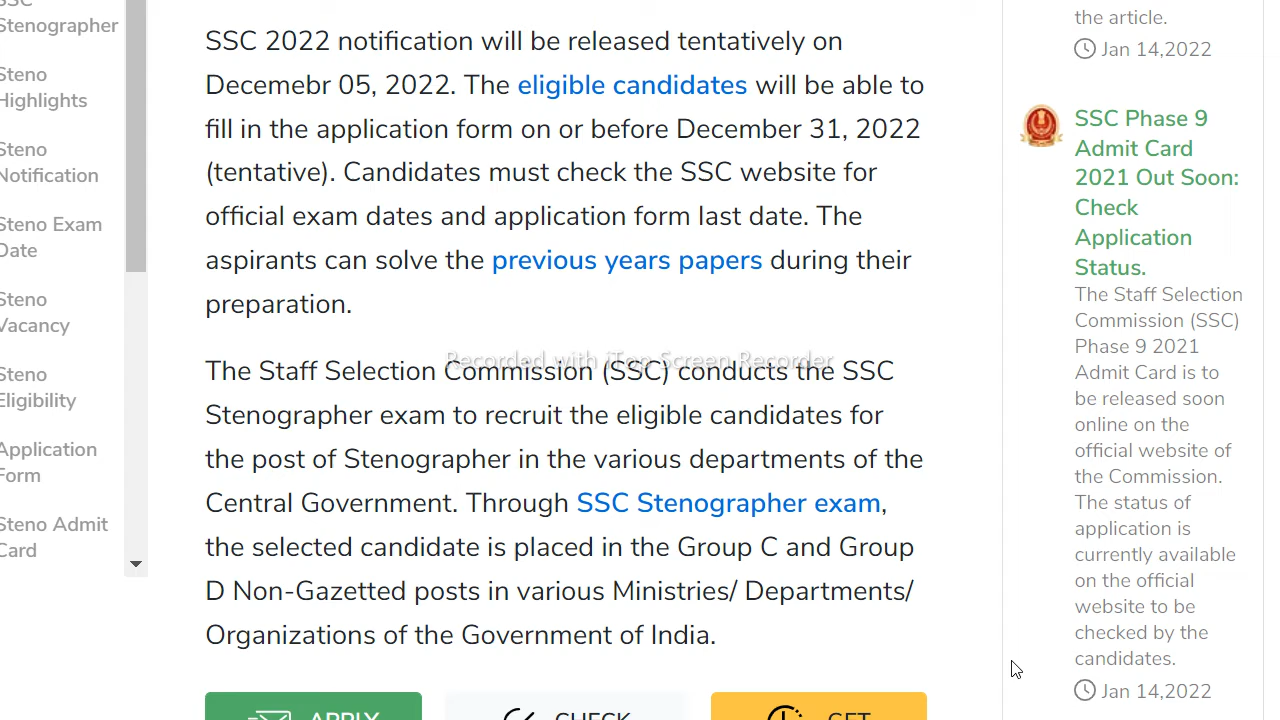 SSC
Stenographer
Steno
Highlights
Steno
Notification
Steno Exam
Date
Steno
Vacancy
Steno
Eligibility
Application
Form
Steno Admit
Card
SSC 2022 notification will be released tentatively on
Decemebr 05, 2022. The eligible candidates will be able to
fill in the application form on or before December 31, 2022
(tentative). Candidates must check the SSC website for
official exam dates and application form last date. The
aspirants can solve the previous years papers during their
preparation.
Recorded with iTop Screen Recorder
The Staff Selection Commission (SSC) conducts the SSC
Stenographer exam to recruit the eligible candidates for
the post of Stenographer in the various departments of the
Central Government. Through SSC Stenographer exam,
the selected candidate is placed in the Group C and Group
D Non-Gazetted posts in various Ministries/ Departments/
Organizations of the Government of India.
APPLY
CHECK
GET
the article.
Jan 14,2022
SSC Phase 9
Admit Card
2021 Out Soon:
Check
Application
Status.
The Staff Selection
Commission (SSC)
Phase 9 2021
Admit Card is to
be released soon
online on the
official website of
the Commission.
The status of
application is
currently available
on the official
website to be
checked by the
candidates.
Jan 14,2022